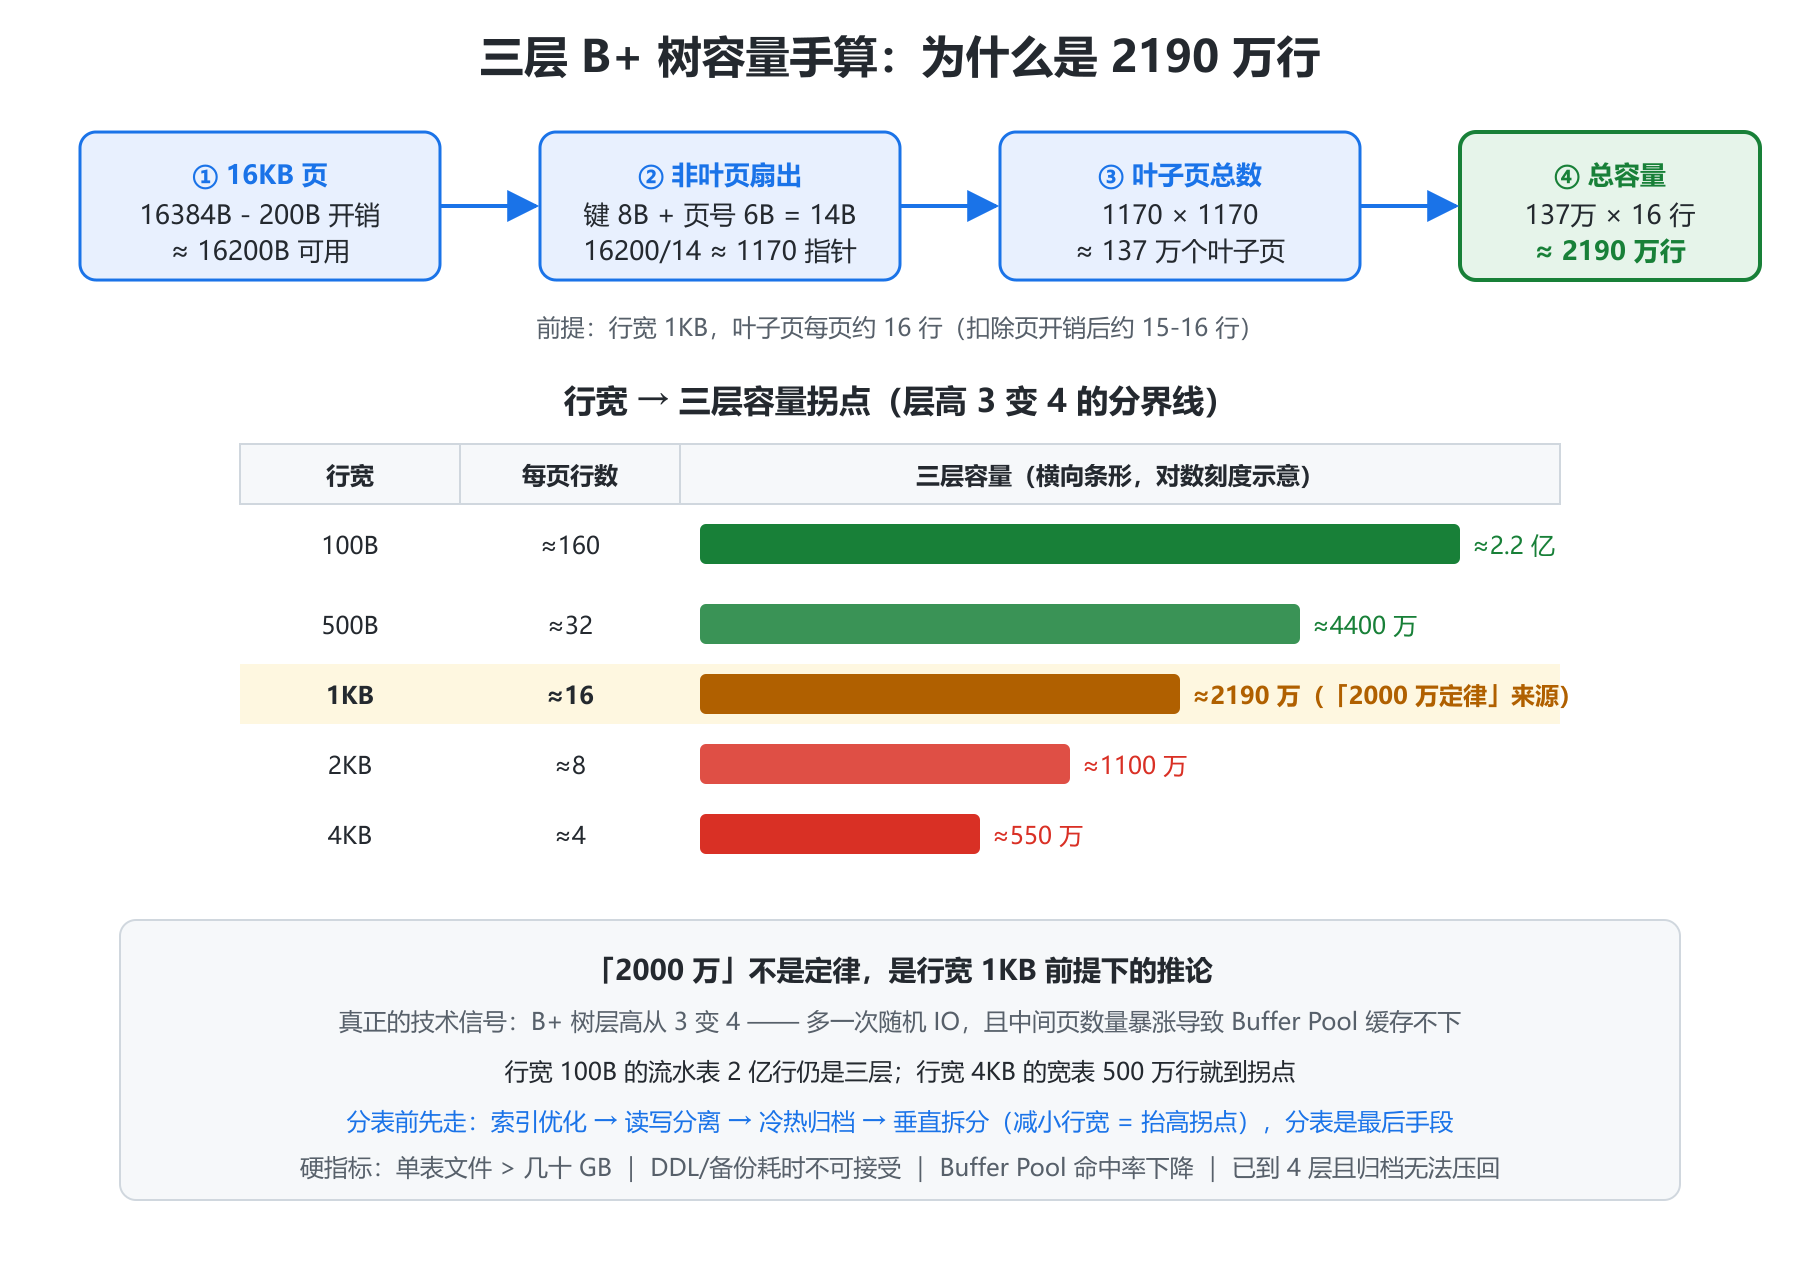 三层 B+ 树容量手算：为什么是 2190 万行
① 16KB 页
16384B - 200B 开销
≈ 16200B 可用
② 非叶页扇出
键 8B + 页号 6B = 14B
16200/14 ≈ 1170 指针
③ 叶子页总数
1170 × 1170
≈ 137 万个叶子页
④ 总容量
137万 × 16 行
≈ 2190 万行
前提：行宽 1KB，叶子页每页约 16 行（扣除页开销后约 15-16 行）
行宽 → 三层容量拐点（层高 3 变 4 的分界线）
行宽 每页行数 三层容量（横向条形，对数刻度示意）
100B ≈160 ≈2.2 亿
500B ≈32 ≈4400 万
1KB ≈16 ≈2190 万（「2000 万定律」来源）
2KB ≈8 ≈1100 万
4KB ≈4 ≈550 万
「2000 万」不是定律，是行宽 1KB 前提下的推论
真正的技术信号：B+ 树层高从 3 变 4 —— 多一次随机 IO，且中间页数量暴涨导致 Buffer Pool 缓存不下
行宽 100B 的流水表 2 亿行仍是三层；行宽 4KB 的宽表 500 万行就到拐点
分表前先走：索引优化 → 读写分离 → 冷热归档 → 垂直拆分（减小行宽 = 抬高拐点），分表是最后手段
硬指标：单表文件 > 几十 GB ｜ DDL/备份耗时不可接受 ｜ Buffer Pool 命中率下降 ｜ 已到 4 层且归档无法压回